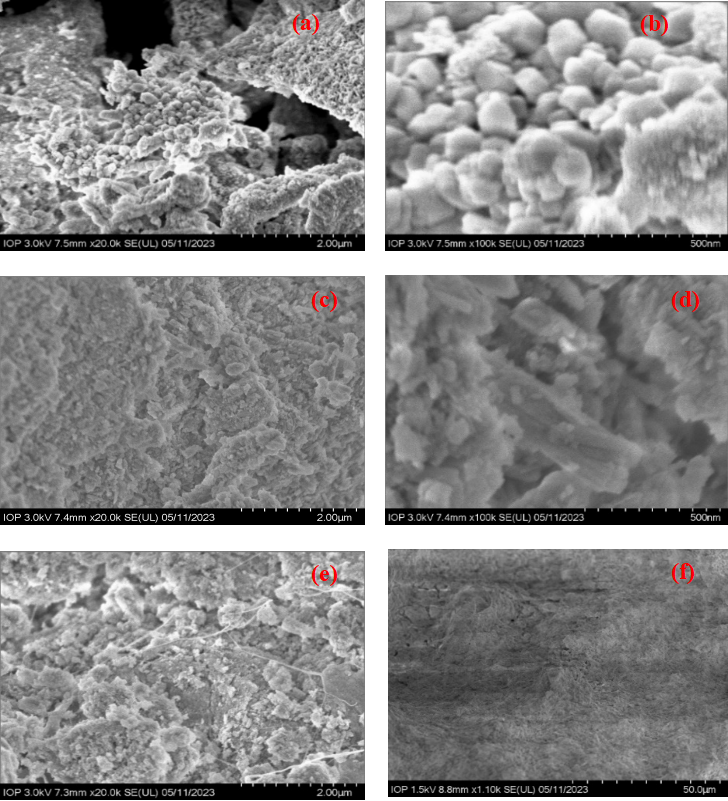 (a)
IOP 3.0kV 7.5mm x20.0k SE(UL) 05/11/2023 2.00µm
(b)
IOP 3.0kV 7.5mm x100k SE(UL) 05/11/2023 500nm
(c)
IOP 3.0kV 7.4mm x20.0k SE(UL) 05/11/2023 2.00µm
(d)
IOP 3.0kV 7.4mm x100k SE(UL) 05/11/2023 500nm
(e)
IOP 3.0kV 7.3mm x20.0k SE(UL) 05/11/2023 2.00µm
(f)
IOP 1.5kV 8.8mm x1.10k SE(UL) 05/11/2023 50.0µm